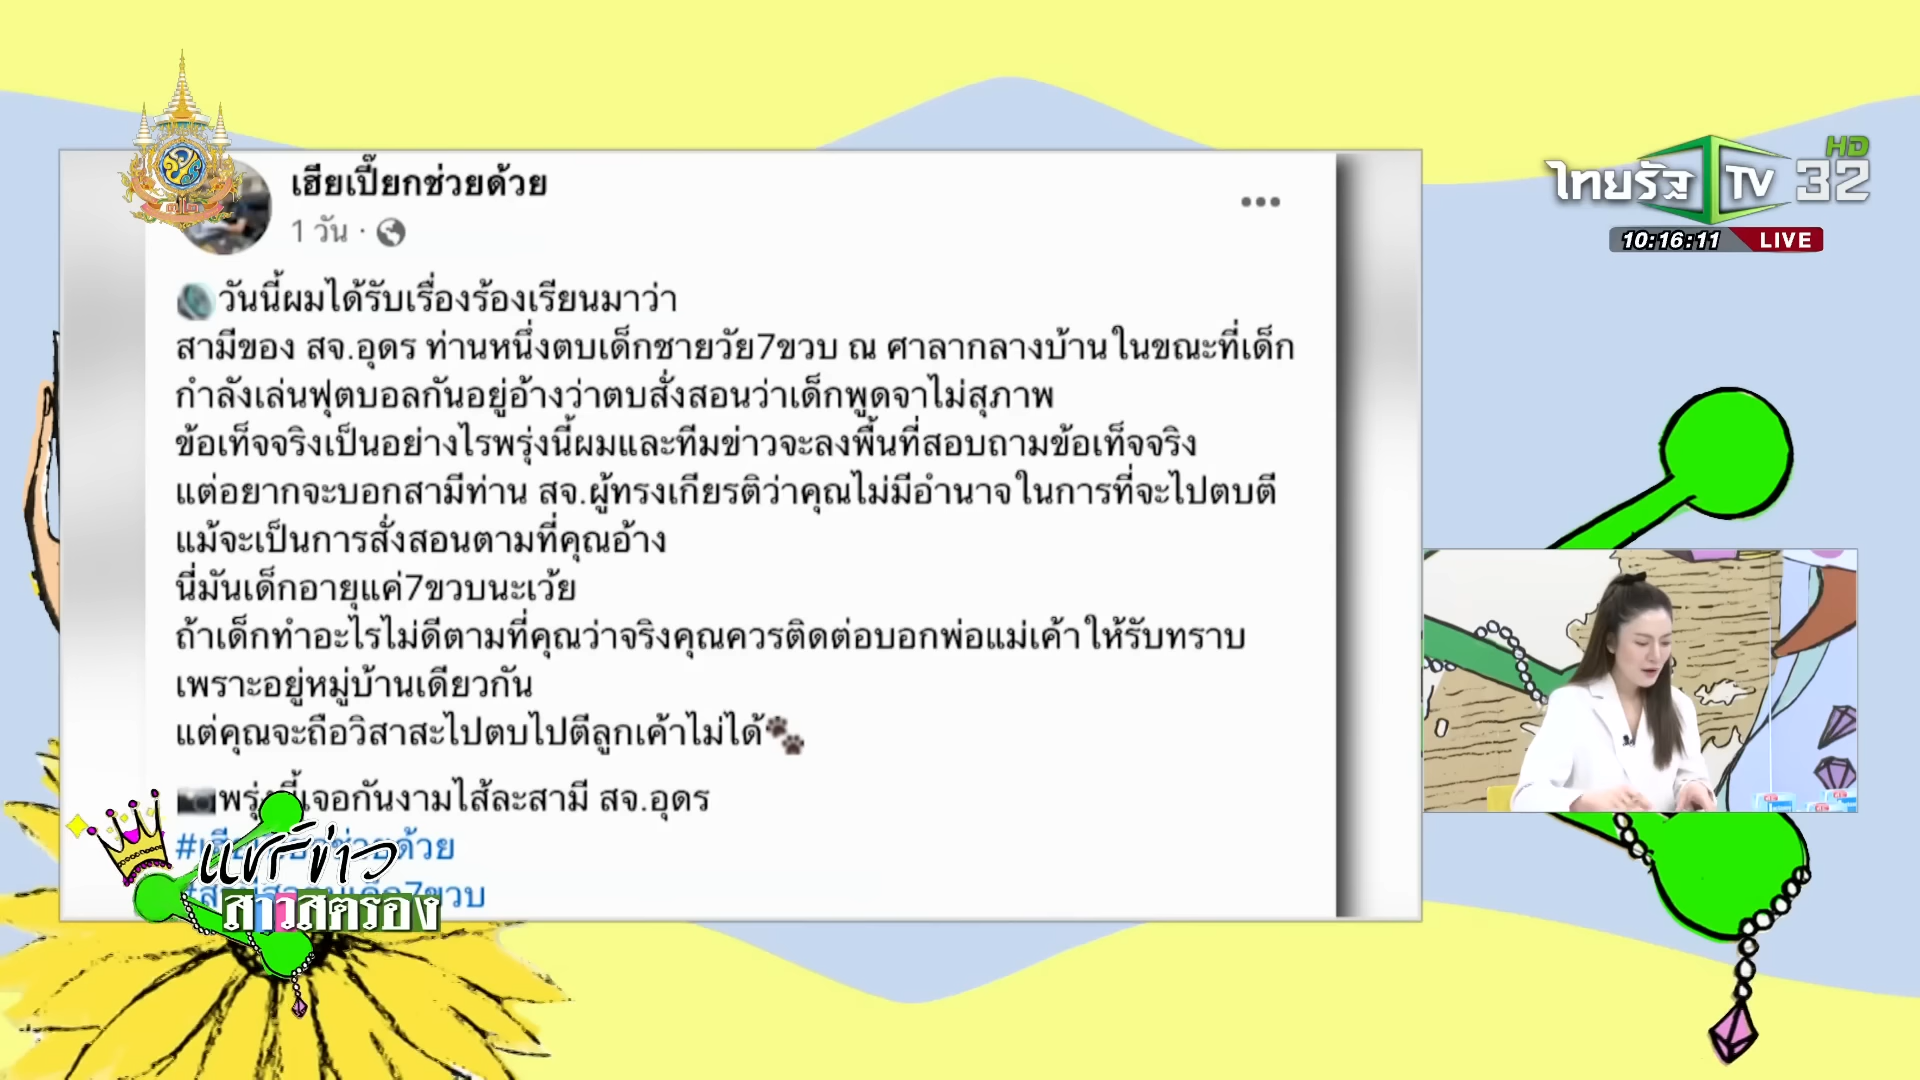 เฮียเปี๊ยกช่วยด้วย
1 วัน
วันนี้ผมได้รับเรื่องร้องเรียนมาว่า
สามีของ สจ.อุดร ท่านหนึ่งตบเด็กชายวัย7ขวบ ณ ศาลากลางบ้านในขณะที่เด็ก
กำลังเล่นฟุตบอลกันอยู่อ้างว่าตบสั่งสอนว่าเด็กพูดจาไม่สุภาพ
ข้อเท็จจริงเป็นอย่างไรพรุ่งนี้ผมและทีมข่าวจะลงพื้นที่สอบถามข้อเท็จจริง
แต่อยากจะบอกสามีท่าน สจ.ผู้ทรงเกียรติว่าคุณไม่มีอำนาจในการที่จะไปตบตี
แม้จะเป็นการสั่งสอนตามที่คุณอ้าง
นี่มันเด็กอายุแค่7ขวบนะเว้ย
ถ้าเด็กทำอะไรไม่ดีตามที่คุณว่าจริงคุณควรติดต่อบอกพ่อแม่เค้าให้รับทราบ
เพราะอยู่หมู่บ้านเดียวกัน
แต่คุณจะถือวิสาสะไปตบไปตีลูกเค้าไม่ได้
พรุ่งนี้เจอกันงามไส้ละสามี สจ.อุดร
ไทยรัฐ TV HD 32
10:16:11 LIVE
แชร์ข่าว
สาวสตรอง